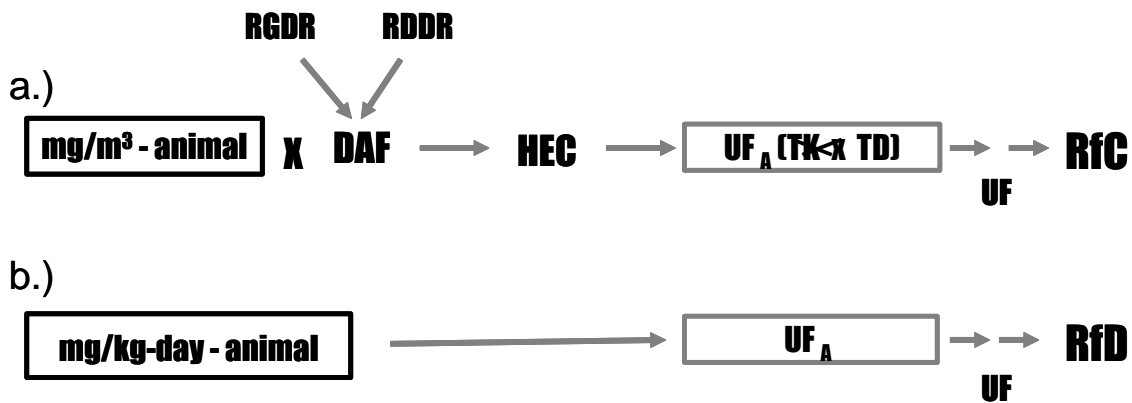 RGDR RDDR
a.)
mg/m³ - animal X DAF HEC UF A (TK x TD) RfC
UF
b.)
mg/kg-day - animal UF A RfD
UF